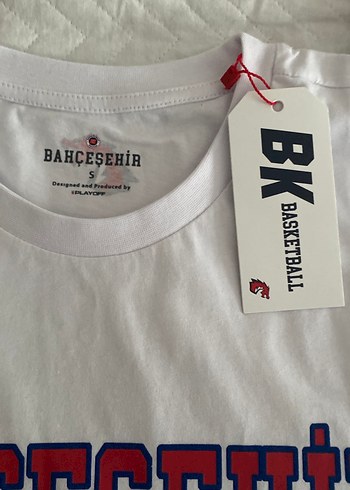 BAHÇEŞEHİR
S
Designed and Produced by
PLAYOFF
BK
BASKETBALL